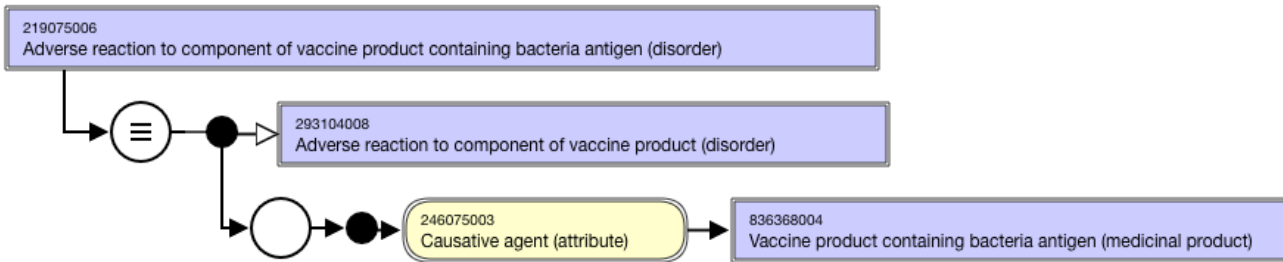 219075006
Adverse reaction to component of vaccine product containing bacteria antigen (disorder)
293104008
Adverse reaction to component of vaccine product (disorder)
246075003
Causative agent (attribute)
836368004
Vaccine product containing bacteria antigen (medicinal product)